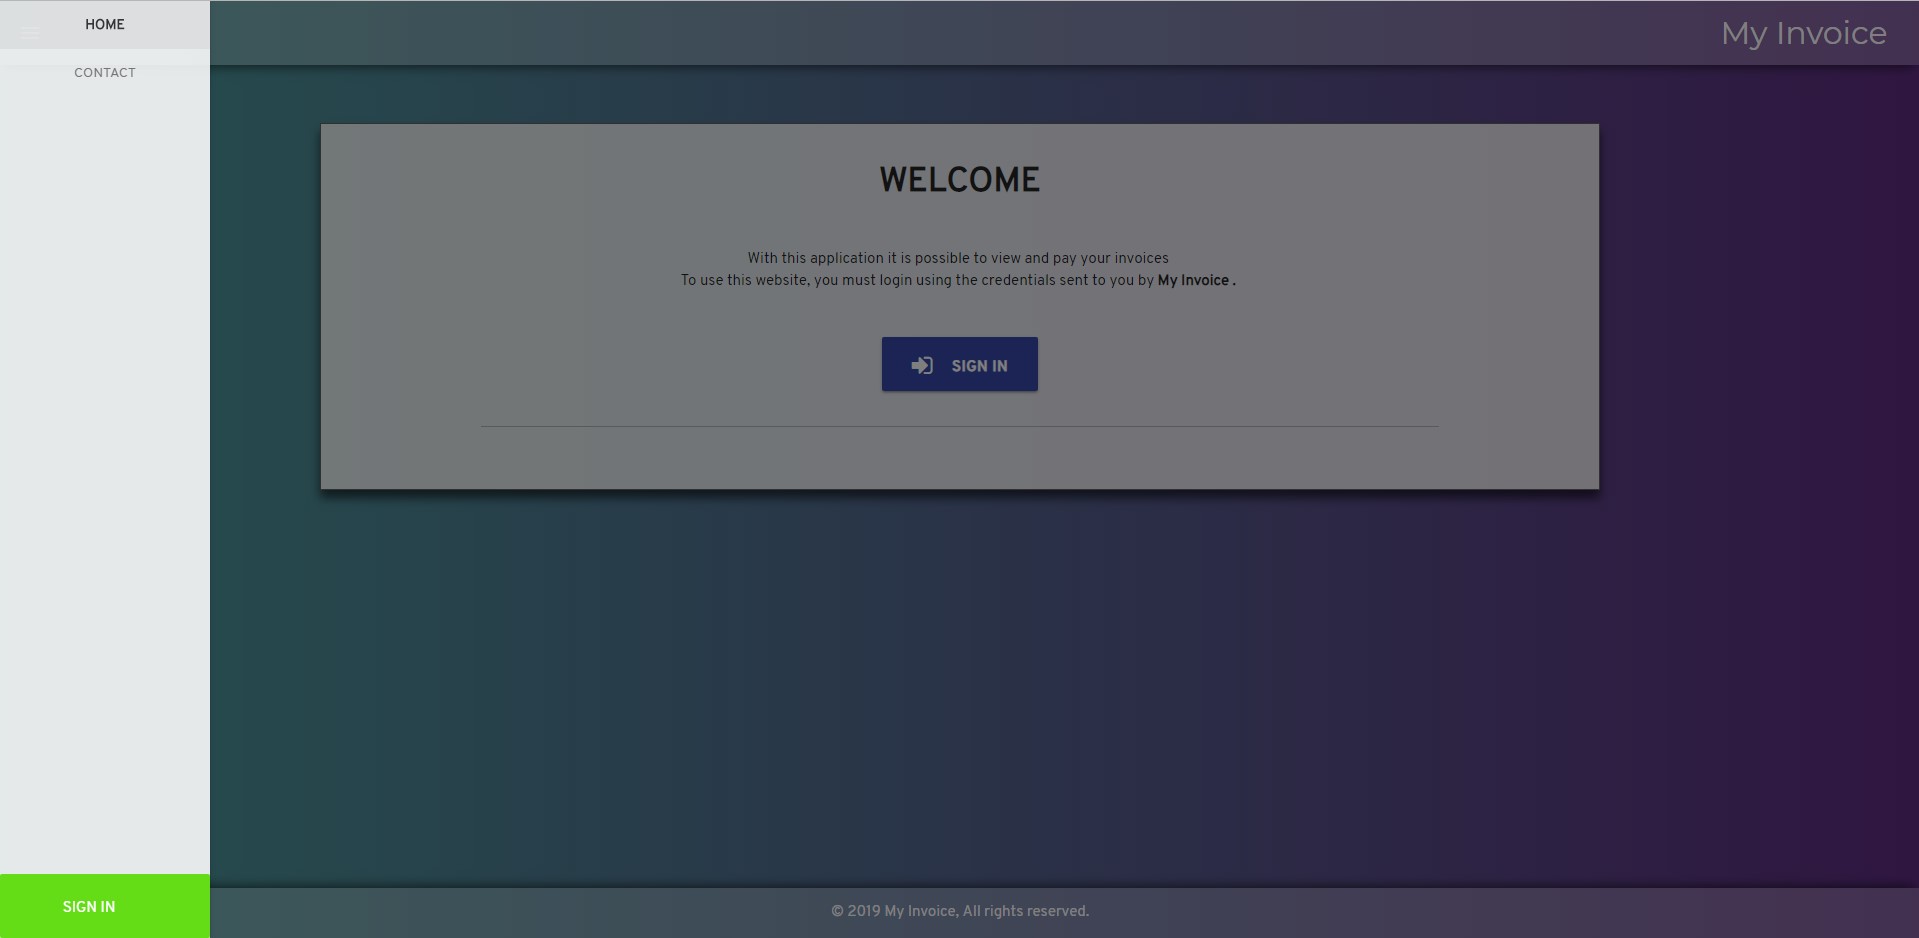 HOME
CONTACT
My Invoice
WELCOME
With this application it is possible to view and pay your invoices
To use this website, you must login using the credentials sent to you by My Invoice .
SIGN IN
SIGN IN
© 2019 My Invoice, All rights reserved.